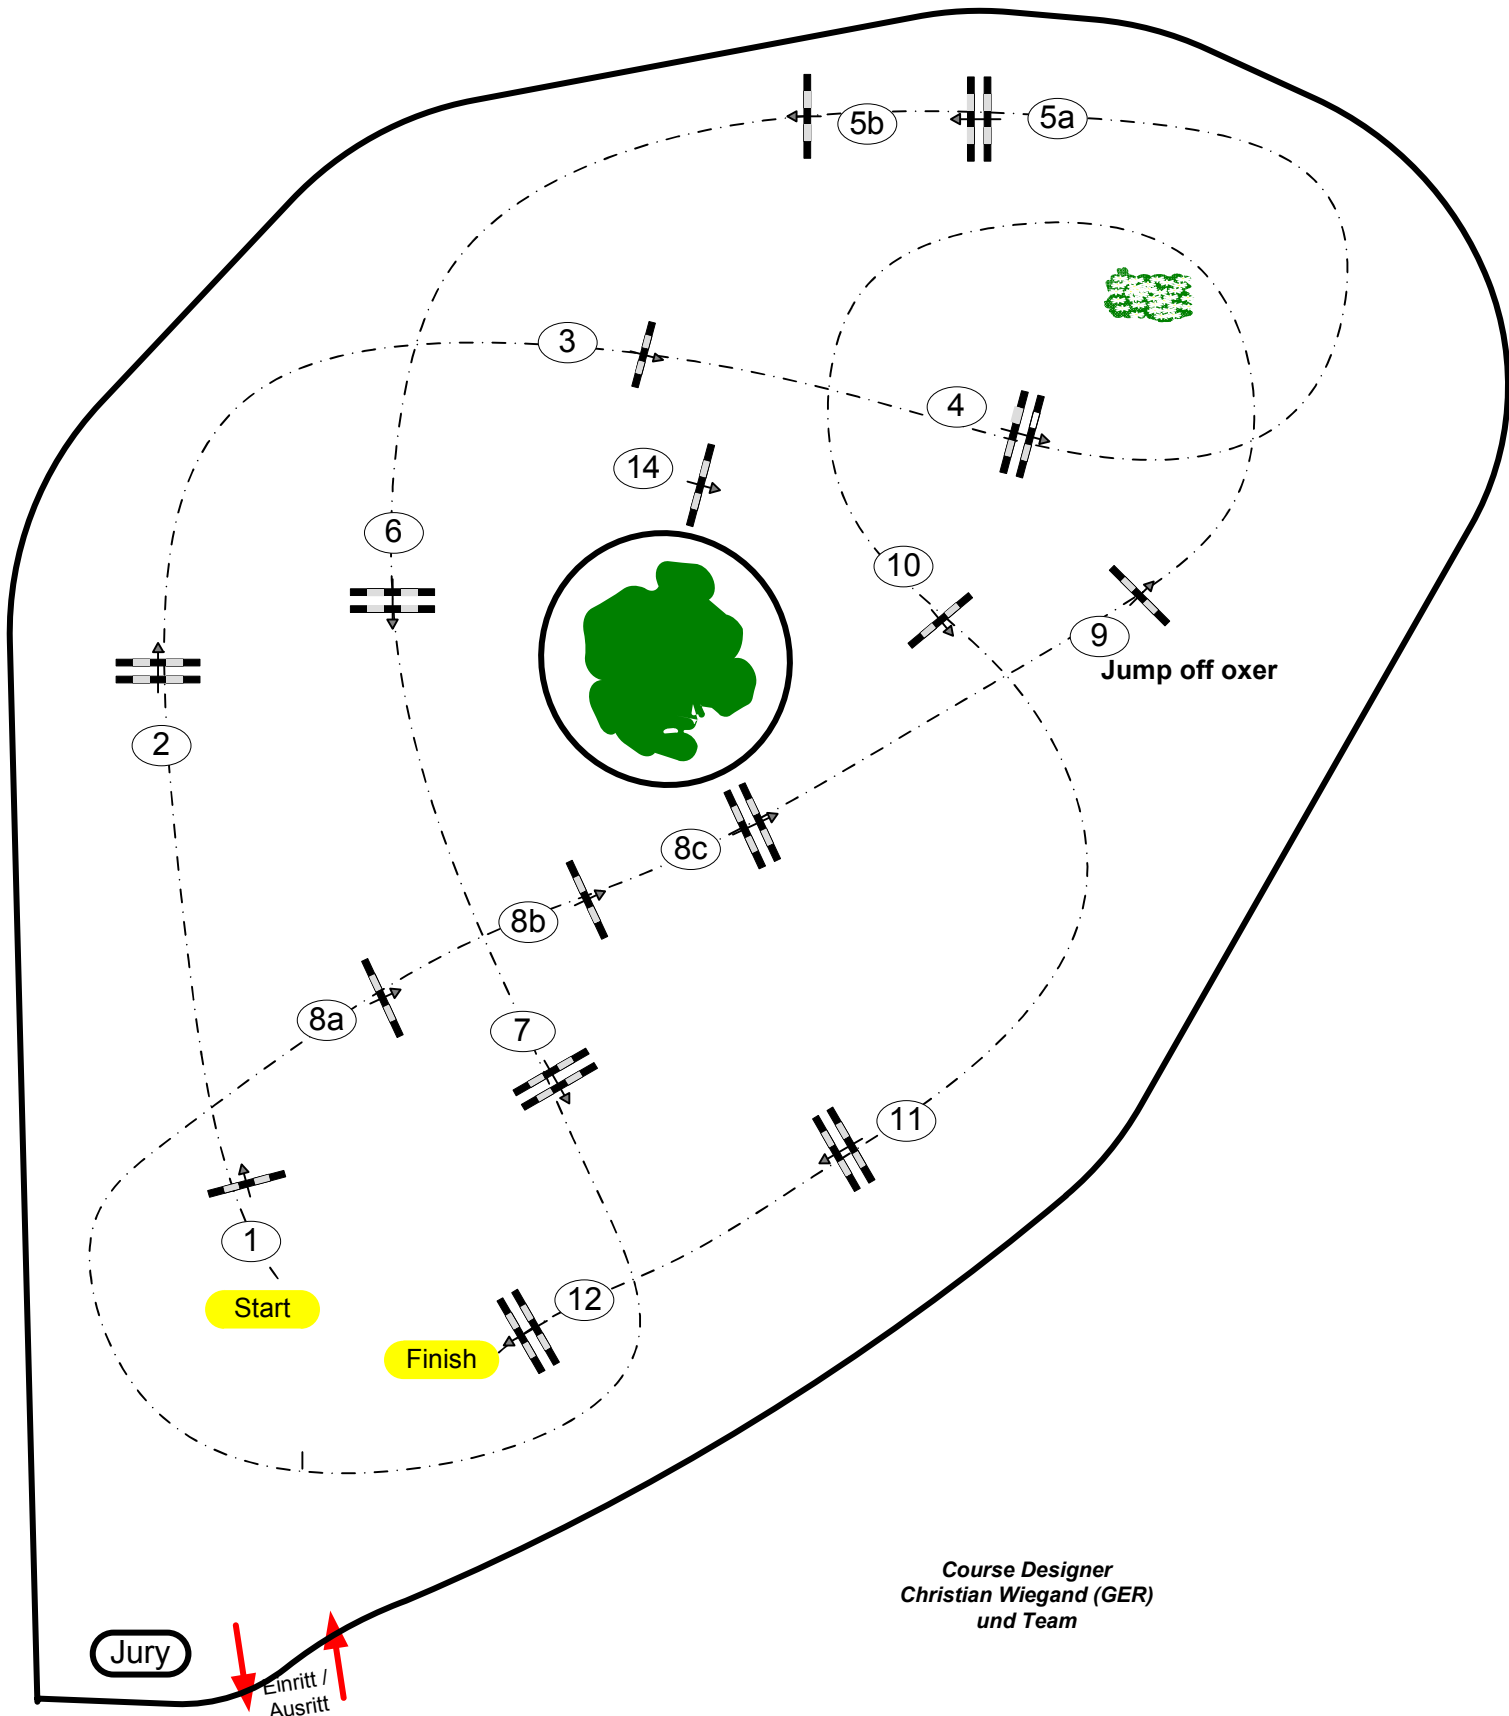 5b
5a
3
4
14
6
10
9
Jump off oxer
2
8c
8b
8a
7
11
1
12
Start
Finish
Course Designer
Christian Wiegand (GER)
und Team
Jury
Einritt /
Ausritt